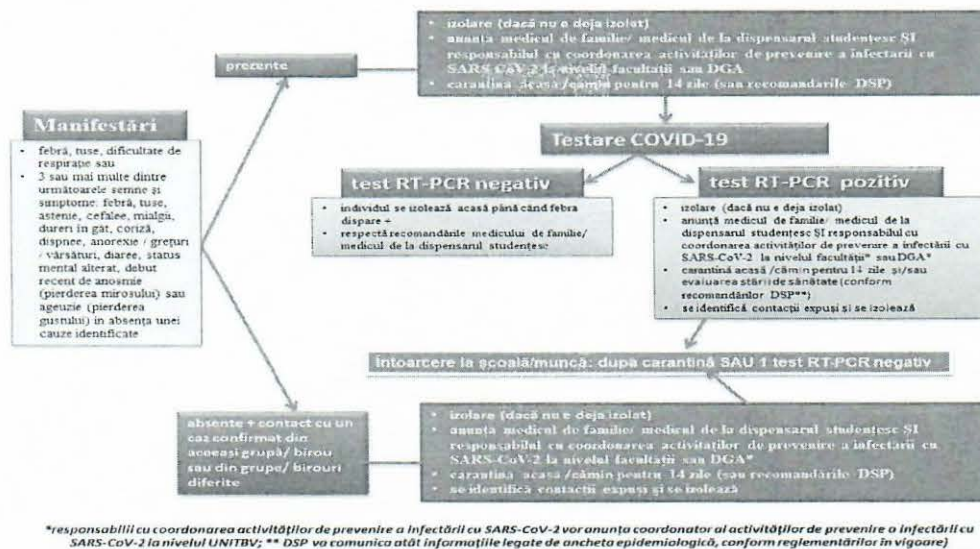 izolare (dacă nu e deja izolat)
anunța medicul de familie/ medicul de la dispensarul studențesc ȘI
responsabilul cu coordonarea activităților de prevenire a infectarii cu
SARS-CoV-2 la nivelul facultății sau DGA
carantina acasa /cămin pentru 14 zile (sau recomandările DSP)
prezente
Manifestări
febră, tuse, dificultate de
respirație sau
3 sau mai multe dintre
următoarele semne și
simptome: febră, tuse,
astenie, cefalee, mialgii,
dureri în gât, coriză,
dispnee, anorexie / grețuri
/ vărsături, diaree, status
mental alterat, debut
recent de anosmie
(pierderea mirosului) sau
ageuzie (pierderea
gustului) în absența unei
cauze identificate
Testare COVID-19
test RT-PCR negativ
individul se izolează acasă până când febra
dispare +
respectă recomandările medicului de familie/
medicul de la dispensarul studențesc
test RT-PCR pozitiv
izolare (dacă nu e deja izolat)
anunță medicul de familie/ medicul de la
dispensarul studențesc ȘI responsabilul cu
coordonarea activităților de prevenire a infectării cu
SARS-CoV-2 la nivelul facultății* sau DGA*
carantină acasă /cămin pentru 14 zile și/sau
evaluarea stării de sănătate (conform
recomandărilor DSP**)
se identifică contacții expuși și se izolează
întoarcere la școală/muncă: după carantină SAU 1 test RT-PCR negativ
absente + contact cu un
caz confirmat din
aceeași grupă/ birou
sau din grupe/ birouri
diferite
izolare (dacă nu e deja izolat)
anunța medicul de familie/ medicul de la dispensarul studențesc ȘI
responsabilul cu coordonarea activităților de prevenire a infectarii cu
SARS-CoV-2 la nivelul facultății sau DGA*
carantină acasa /cămin pentru 14 zile (sau recomandările DSP)
se identifică contacții expuși și se izolează
*responsabilii cu coordonarea activităților de prevenire a infectării cu SARS-CoV-2 vor anunța coordonator al activităților de prevenire a infectării cu
SARS-CoV-2 la nivelul UNITBV; ** DSP va comunica atât informațiile legate de ancheta epidemiologică, conform reglementărilor în vigoare)